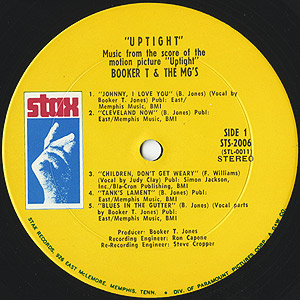 "UPTIGHT"
Music from the score of the
motion picture "Uptight"
BOOKER T & THE MG'S
stax
1. "JOHNNY, I LOVE YOU" (Vocal by
Booker T. Jones) Publ: East/
Memphis Music, BMI
2. "CLEVELAND NOW" (B. Jones) Publ:
East/Memphis Music, BMI
SIDE 1
STS-2006
(STL-0011)
STEREO
3. "CHILDREN, DON'T GET WEARY" (F. Williams)
(Vocal by Judy Clay) Publ: Simon Jackson,
Inc./Bla-Cron Publishing, BMI
4. "TANK'S LAMENT" (B. Jones) Publ:
East/Memphis Music, BMI
5. "BLUES IN THE GUTTER" (B. Jones) (Vocal parts
by Booker T. Jones) Publ: East/
Memphis Music, BMI
Producer: Booker T. Jones
Recording Engineer: Ron Capone
Re-recording Engineer: Steve Cropper
STAX RECORDS, 926 EAST McLEMORE, MEMPHIS, TENN. • DIV. OF PARAMOUNT PICTURES CORP.